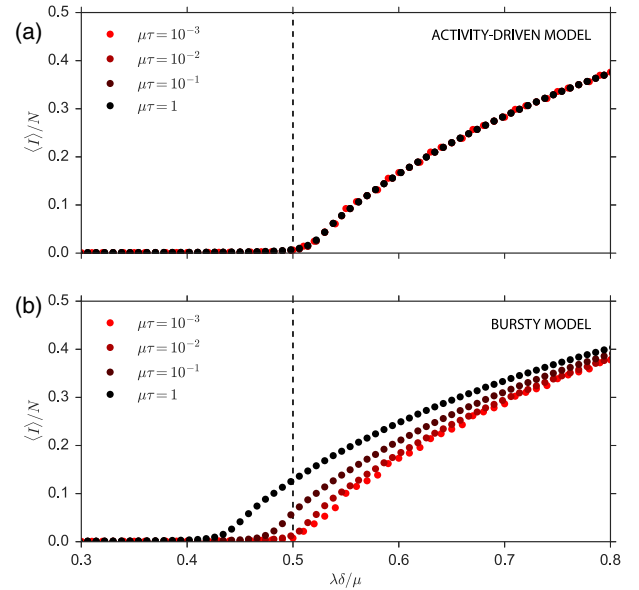 (a)
0.5
0.4
0.3
0.2
0.1
0.0
⟨I⟩/N
μτ = 10⁻³
μτ = 10⁻²
μτ = 10⁻¹
μτ = 1
ACTIVITY-DRIVEN MODEL
(b)
0.5
0.4
0.3
0.2
0.1
0.0
⟨I⟩/N
μτ = 10⁻³
μτ = 10⁻²
μτ = 10⁻¹
μτ = 1
BURSTY MODEL
0.3 0.4 0.5 0.6 0.7 0.8
λδ/μ